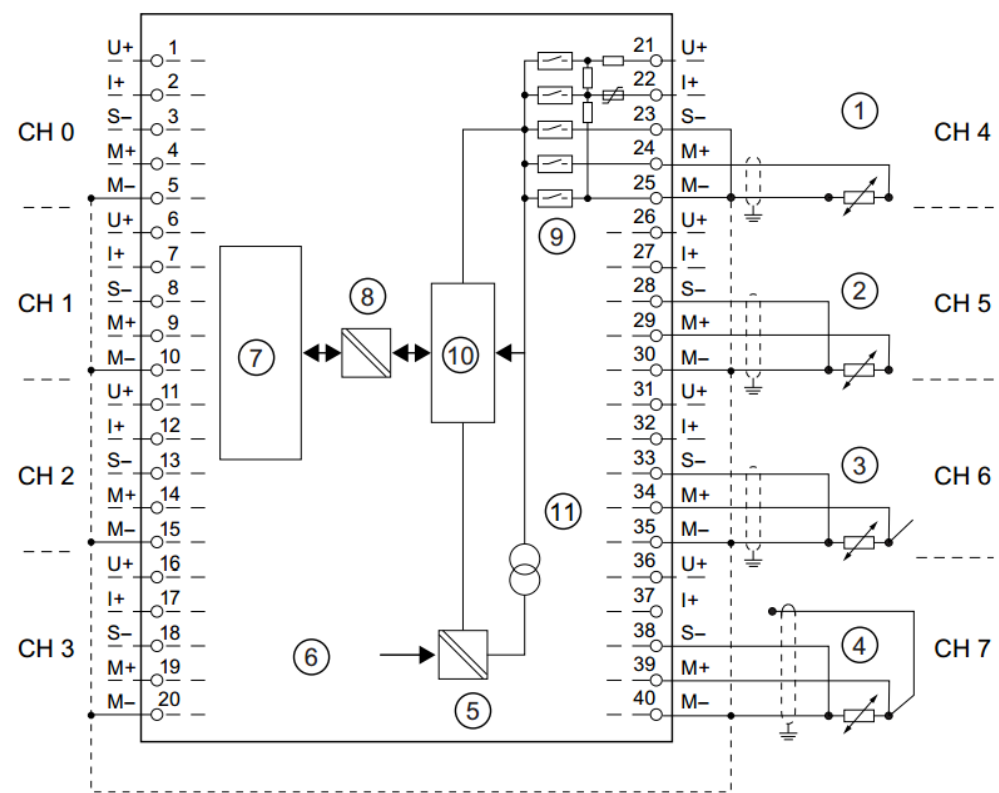 U+ 1 21 U+
I+ 2 22 I+
S– 3 23 S– 1
CH 0 CH 4
M+ 4 24 M+
M– 5 25 M–
U+ 6 26 U+
9
I+ 7 27 I+
S– 8 8 28 S– 2
CH 1 CH 5
M+ 9 29 M+
7 10
M– 10 30 M–
U+ 11 31 U+
I+ 12 32 I+
S– 13 33 S– 3
CH 2 CH 6
M+ 14 34 M+
11
M– 15 35 M–
U+ 16 36 U+
I+ 17 37 I+
S– 18 38 S– 4
CH 3 6 CH 7
M+ 19 39 M+
M– 20 40 M–
5